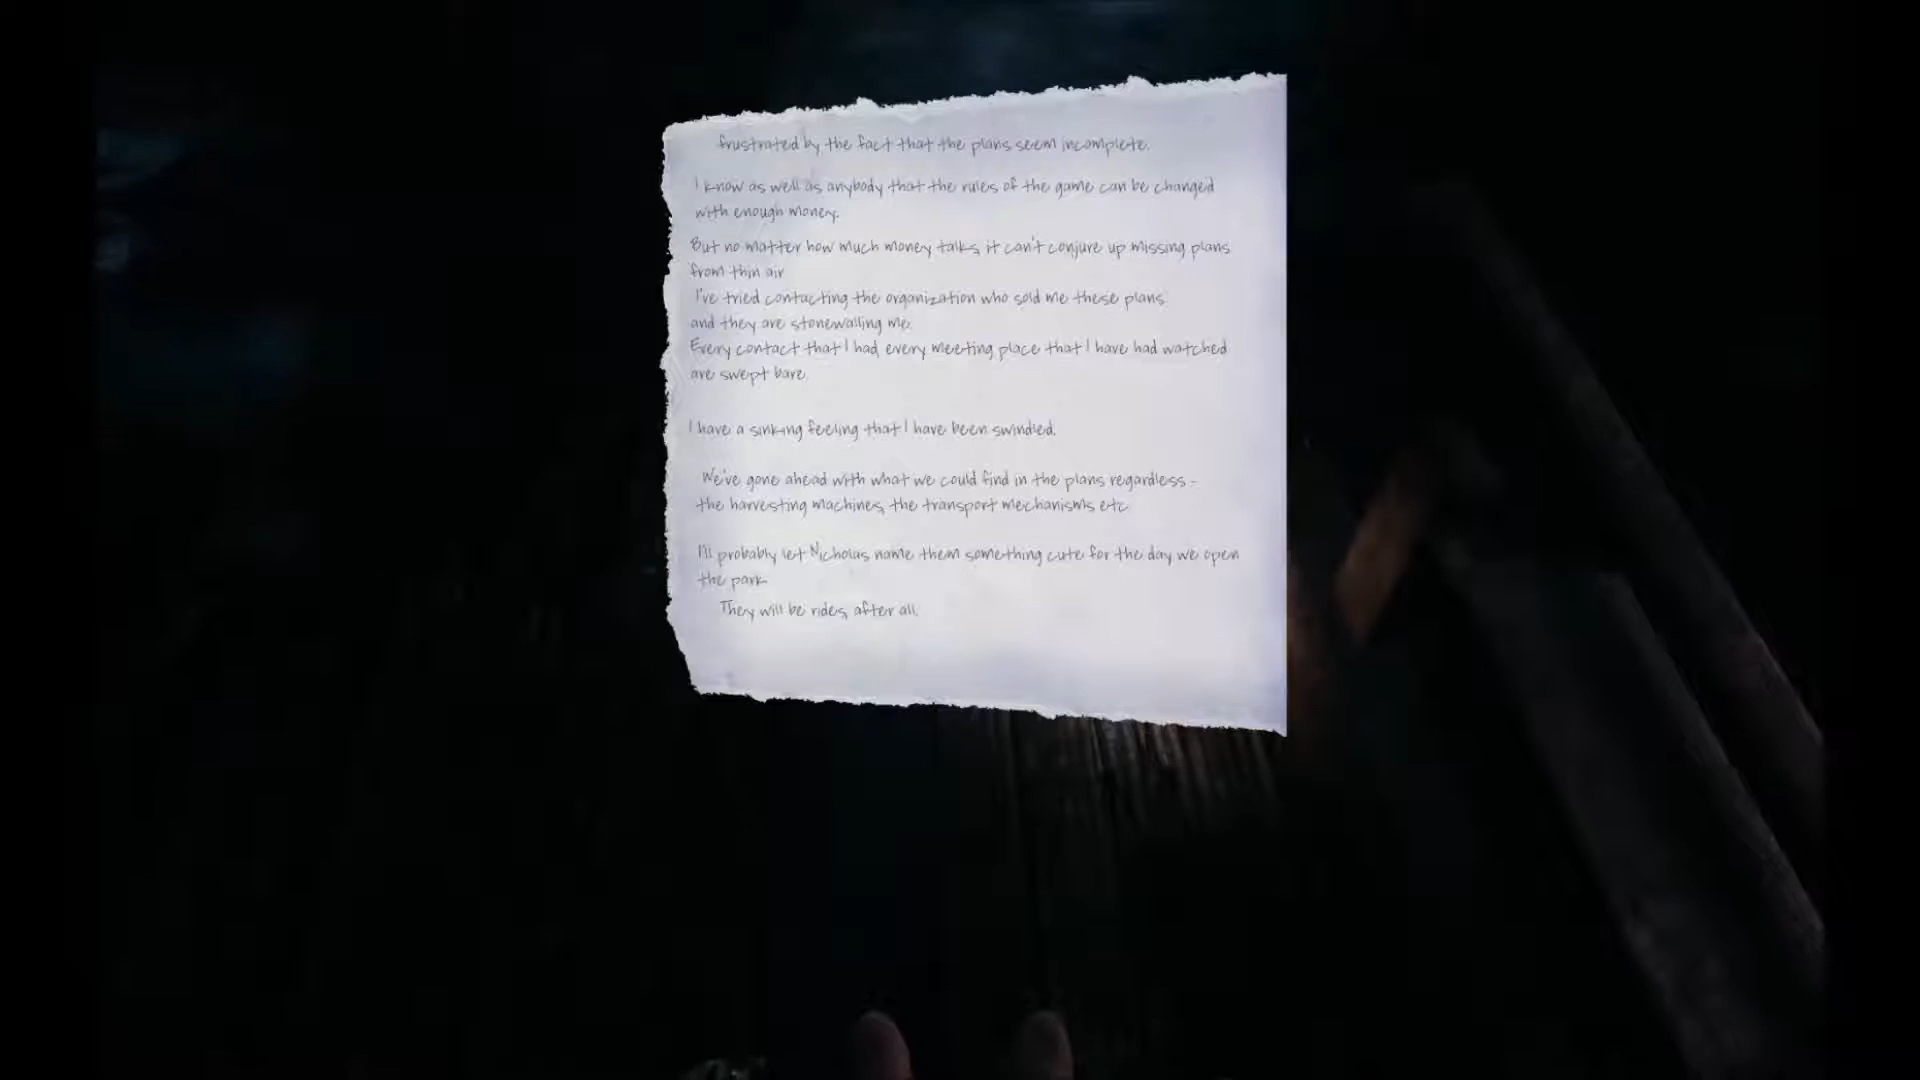 frustrated by the fact that the plans seem incomplete.
I know as well as anybody that the rules of the game can be changed
with enough money.
But no matter how much money talks, it can't conjure up missing plans
from thin air
I've tried contacting the organization who sold me these plans
and they are stonewalling me.
Every contact that I had, every meeting place that I have had watched
are swept bare.
I have a sinking feeling that I have been swindled.
We've gone ahead with what we could find in the plans regardless -
the harvesting machines, the transport mechanisms etc.
I'll probably let Nicholas name them something cute for the day we open
the park.
They will be rides, after all.